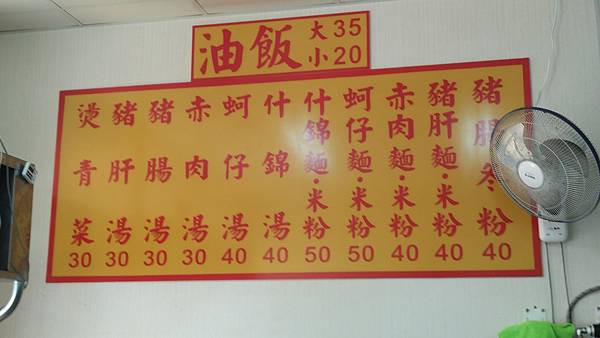 油飯 大35 小20
豬腸冬粉 40
豬肝麵·米粉 40
赤肉麵·米粉 40
蚵仔麵·米粉 50
什錦麵·米粉 50
什錦湯 40
蚵仔湯 40
赤肉湯 30
豬腸湯 30
豬肝湯 30
燙青菜 30